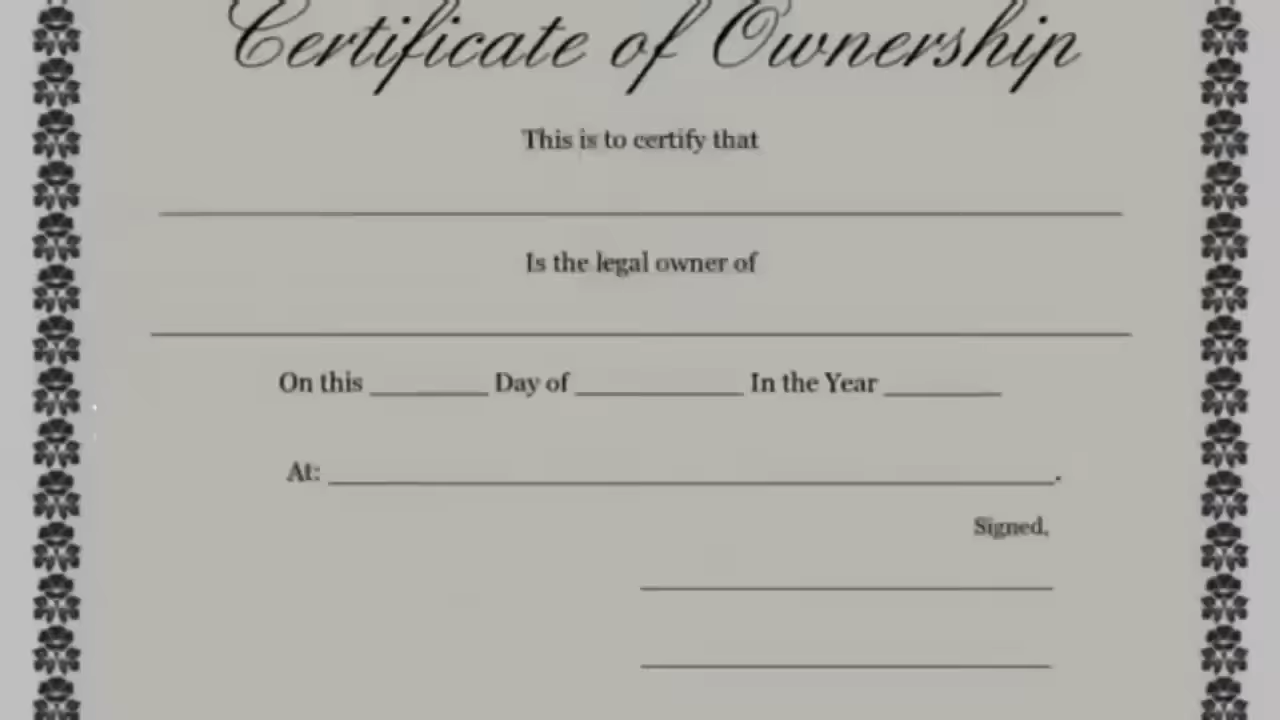 Certificate of Ownership
This is to certify that
Is the legal owner of
On this ________ Day of ____________ In the Year ________
At: ____________________________________________________.
Signed,